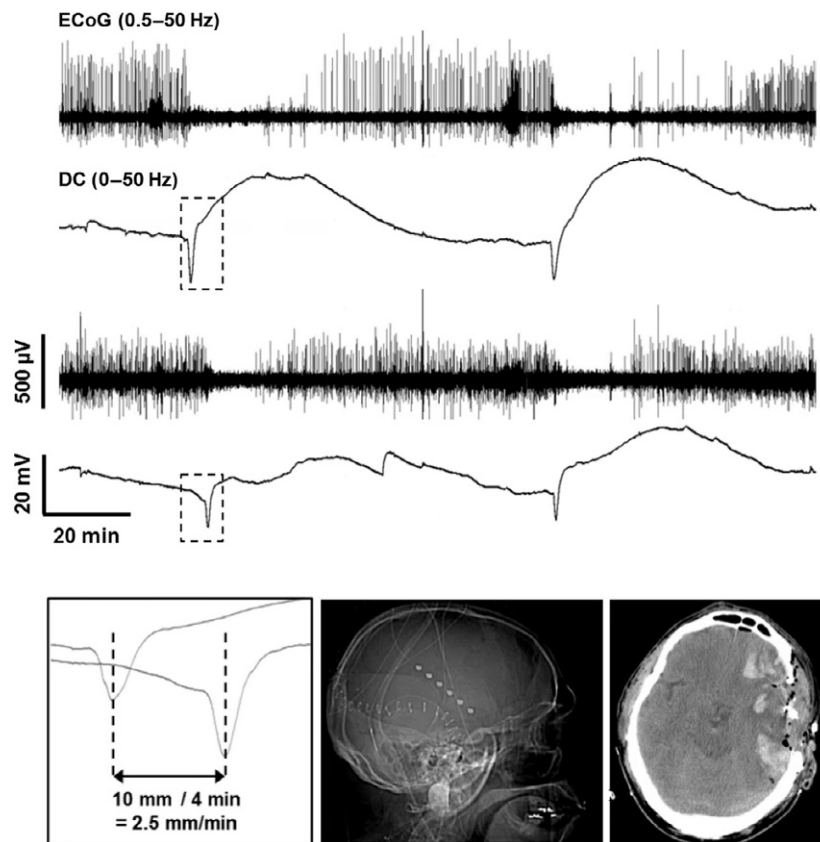 ECoG (0.5–50 Hz)
DC (0–50 Hz)
500 µV
20 mV
20 min
10 mm / 4 min
= 2.5 mm/min